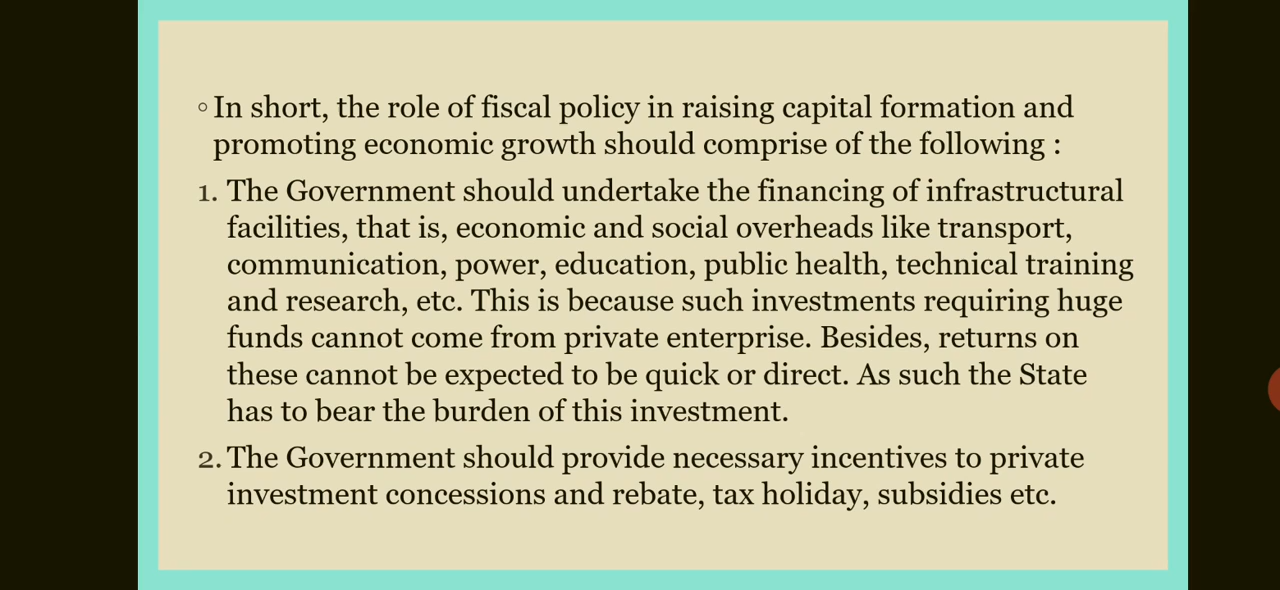 ◦ In short, the role of fiscal policy in raising capital formation and
promoting economic growth should comprise of the following :
1. The Government should undertake the financing of infrastructural
facilities, that is, economic and social overheads like transport,
communication, power, education, public health, technical training
and research, etc. This is because such investments requiring huge
funds cannot come from private enterprise. Besides, returns on
these cannot be expected to be quick or direct. As such the State
has to bear the burden of this investment.
2. The Government should provide necessary incentives to private
investment concessions and rebate, tax holiday, subsidies etc.